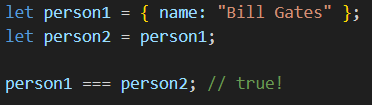 let person1 = { name: "Bill Gates" };
let person2 = person1;
person1 === person2; // true!